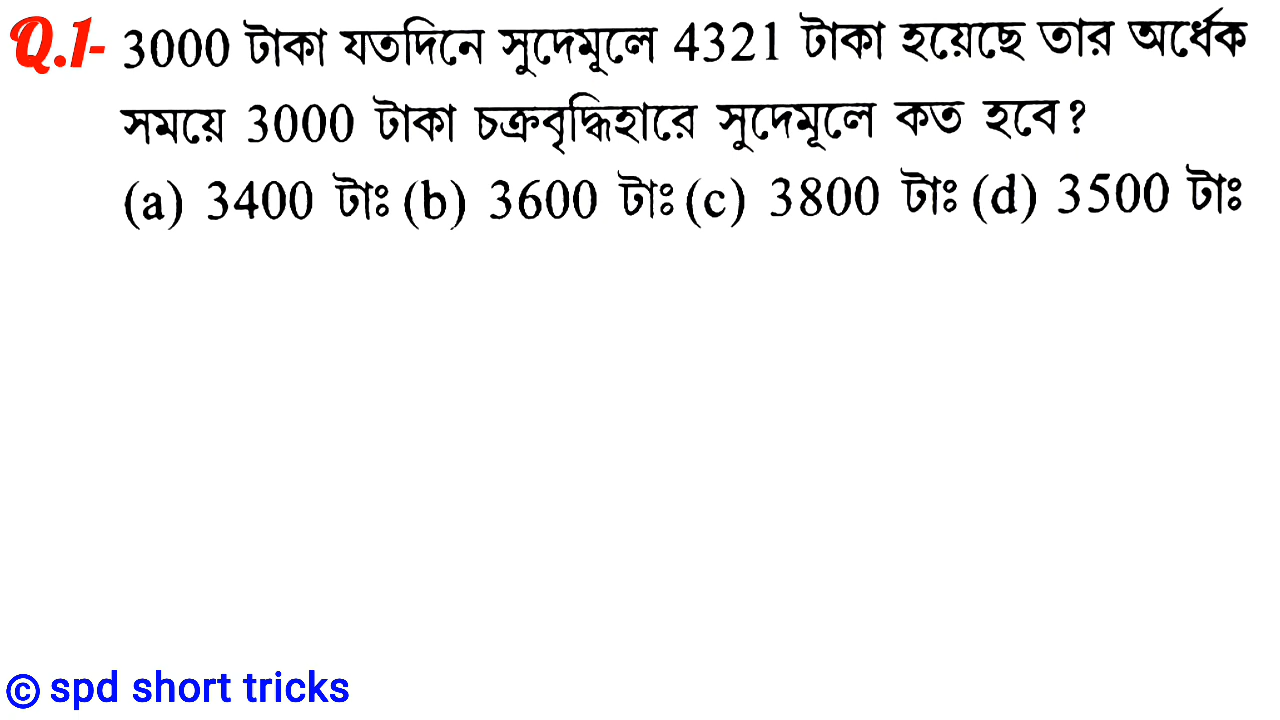 Q.1- 3000 টাকা যতদিনে সুদেমূলে 4321 টাকা হয়েছে তার অর্ধেক
সময়ে 3000 টাকা চক্রবৃদ্ধিহারে সুদেমূলে কত হবে?
(a) 3400 টাঃ (b) 3600 টাঃ (c) 3800 টাঃ (d) 3500 টাঃ
© spd short tricks